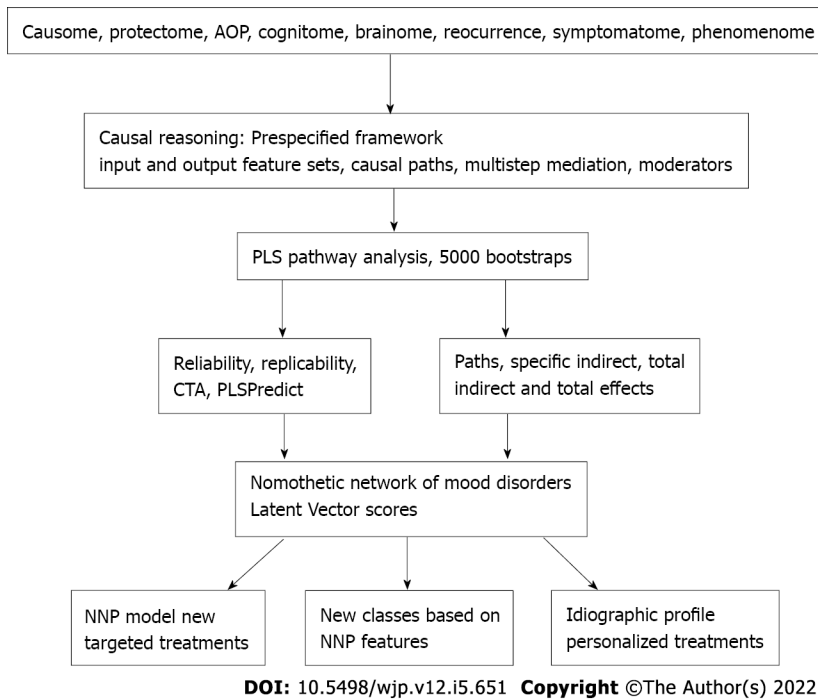 Causome, protectome, AOP, cognitome, brainome, reocurrence, symptomatome, phenomenome
Causal reasoning: Prespecified framework
input and output feature sets, causal paths, multistep mediation, moderators
PLS pathway analysis, 5000 bootstraps
Reliability, replicability,
CTA, PLSPredict
Paths, specific indirect, total
indirect and total effects
Nomothetic network of mood disorders
Latent Vector scores
NNP model new
targeted treatments
New classes based on
NNP features
Idiographic profile
personalized treatments
DOI: 10.5498/wjp.v12.i5.651 Copyright ©The Author(s) 2022